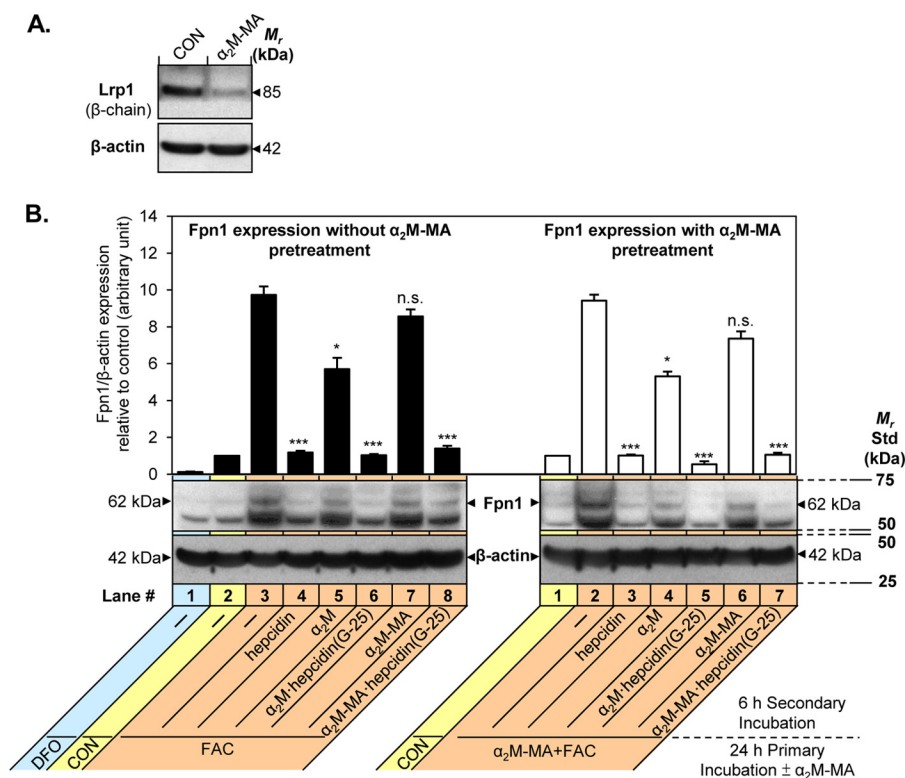 A.
CON
α2M-MA
Mr
(kDa)
Lrp1
(β-chain)
85
β-actin
42
B.
Fpn1/β-actin expression
relative to control (arbitrary unit)
14
12
10
8
6
4
2
0
Fpn1 expression without α2M-MA
pretreatment
***
*
***
n.s.
***
Fpn1 expression with α2M-MA
pretreatment
***
*
***
n.s.
***
Mr
Std
(kDa)
75
50
50
25
62 kDa
Fpn1
62 kDa
42 kDa
β-actin
42 kDa
Lane #
1 2 3 4 5 6 7 8
1 2 3 4 5 6 7
–
–
–
hepcidin
α2M
α2M·hepcidin(G-25)
α2M-MA
α2M-MA·hepcidin(G-25)
–
hepcidin
α2M
α2M·hepcidin(G-25)
α2M-MA
α2M-MA·hepcidin(G-25)
DFO
CON
FAC
CON
α2M-MA+FAC
6 h Secondary
Incubation
24 h Primary
Incubation ± α2M-MA